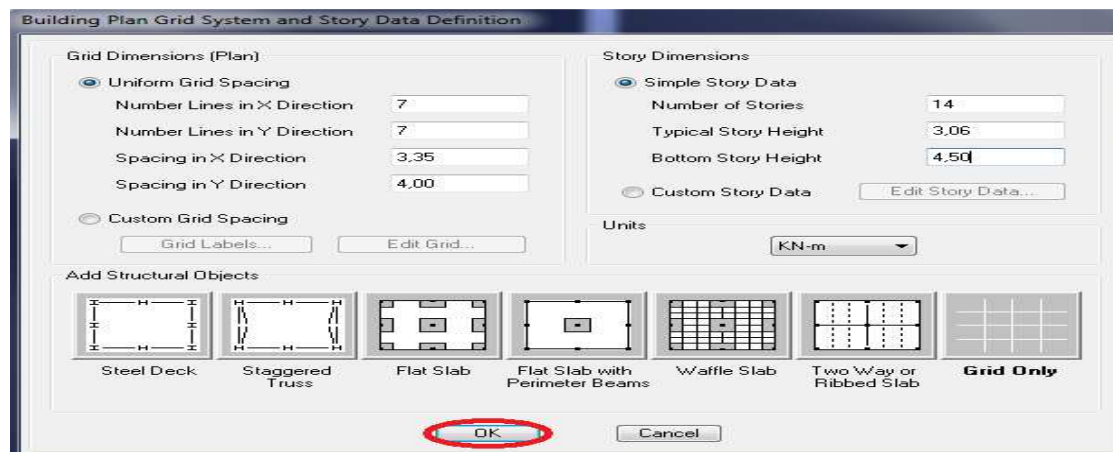 Building Plan Grid System and Story Data Definition
Grid Dimensions (Plan)
Uniform Grid Spacing
Number Lines in X Direction 7
Number Lines in Y Direction 7
Spacing in X Direction 3,35
Spacing in Y Direction 4,00
Custom Grid Spacing
Grid Labels... Edit Grid...
Story Dimensions
Simple Story Data
Number of Stories 14
Typical Story Height 3,06
Bottom Story Height 4,50
Custom Story Data Edit Story Data...
Units
KN-m
Add Structural Objects
Steel Deck
Staggered
Truss
Flat Slab
Flat Slab with
Perimeter Beams
Waffle Slab
Two Way or
Ribbed Slab
Grid Only
OK Cancel